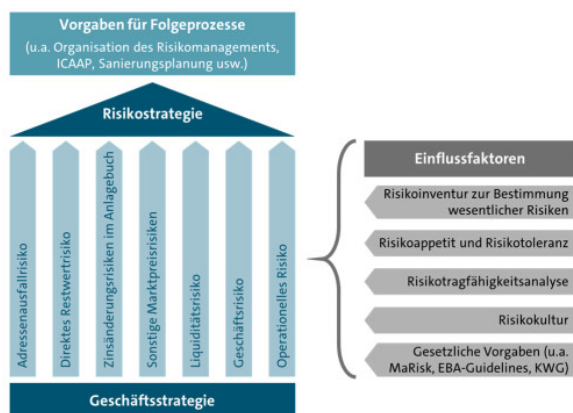 Vorgaben für Folgeprozesse
(u.a. Organisation des Risikomanagements,
ICAAP, Sanierungsplanung usw.)
Risikostrategie
Adressenausfallrisiko
Direktes Restwertrisiko
Zinsänderungsrisiken im Anlagebuch
Sonstige Marktpreisrisiken
Liquiditätsrisiko
Geschäftsrisiko
Operationelles Risiko
Geschäftsstrategie
Einflussfaktoren
Risikoinventur zur Bestimmung
wesentlicher Risiken
Risikoappetit und Risikotoleranz
Risikotragfähigkeitsanalyse
Risikokultur
Gesetzliche Vorgaben (u.a.
MaRisk, EBA-Guidelines, KWG)